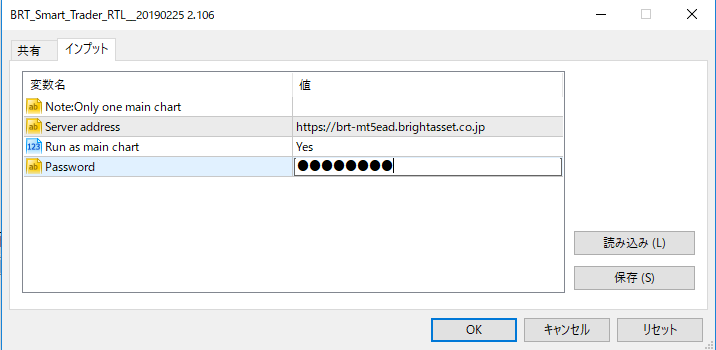 BRT_Smart_Trader_RTL__20190225 2.106
共有
インプット
変数名 値
ab Note:Only one main chart
ab Server address https://brt-mt5ead.brightasset.co.jp
123 Run as main chart Yes
ab Password ●●●●●●●●
読み込み (L)
保存 (S)
OK キャンセル リセット